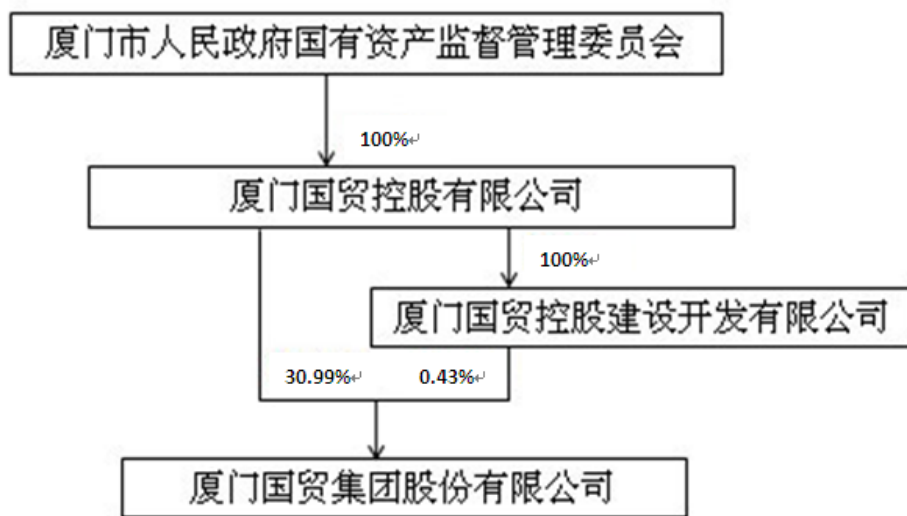 厦门市人民政府国有资产监督管理委员会
100%↵
厦门国贸控股有限公司
100%↵
厦门国贸控股建设开发有限公司
30.99%↵
0.43%↵
厦门国贸集团股份有限公司